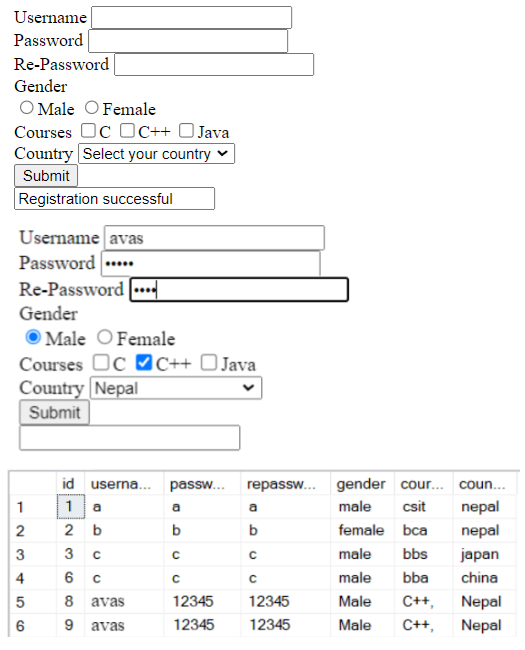 Username
Password
Re-Password
Gender
Male Female
Courses C C++ Java
Country Select your country
Submit
Registration successful
Username avas
Password •••••
Re-Password ••••
Gender
Male Female
Courses C C++ Java
Country Nepal
Submit
id userna... passw... repassw... gender cour... coun...
1 1 a a a male csit nepal
2 2 b b b female bca nepal
3 3 c c c male bbs japan
4 6 c c c male bba china
5 8 avas 12345 12345 Male C++, Nepal
6 9 avas 12345 12345 Male C++, Nepal